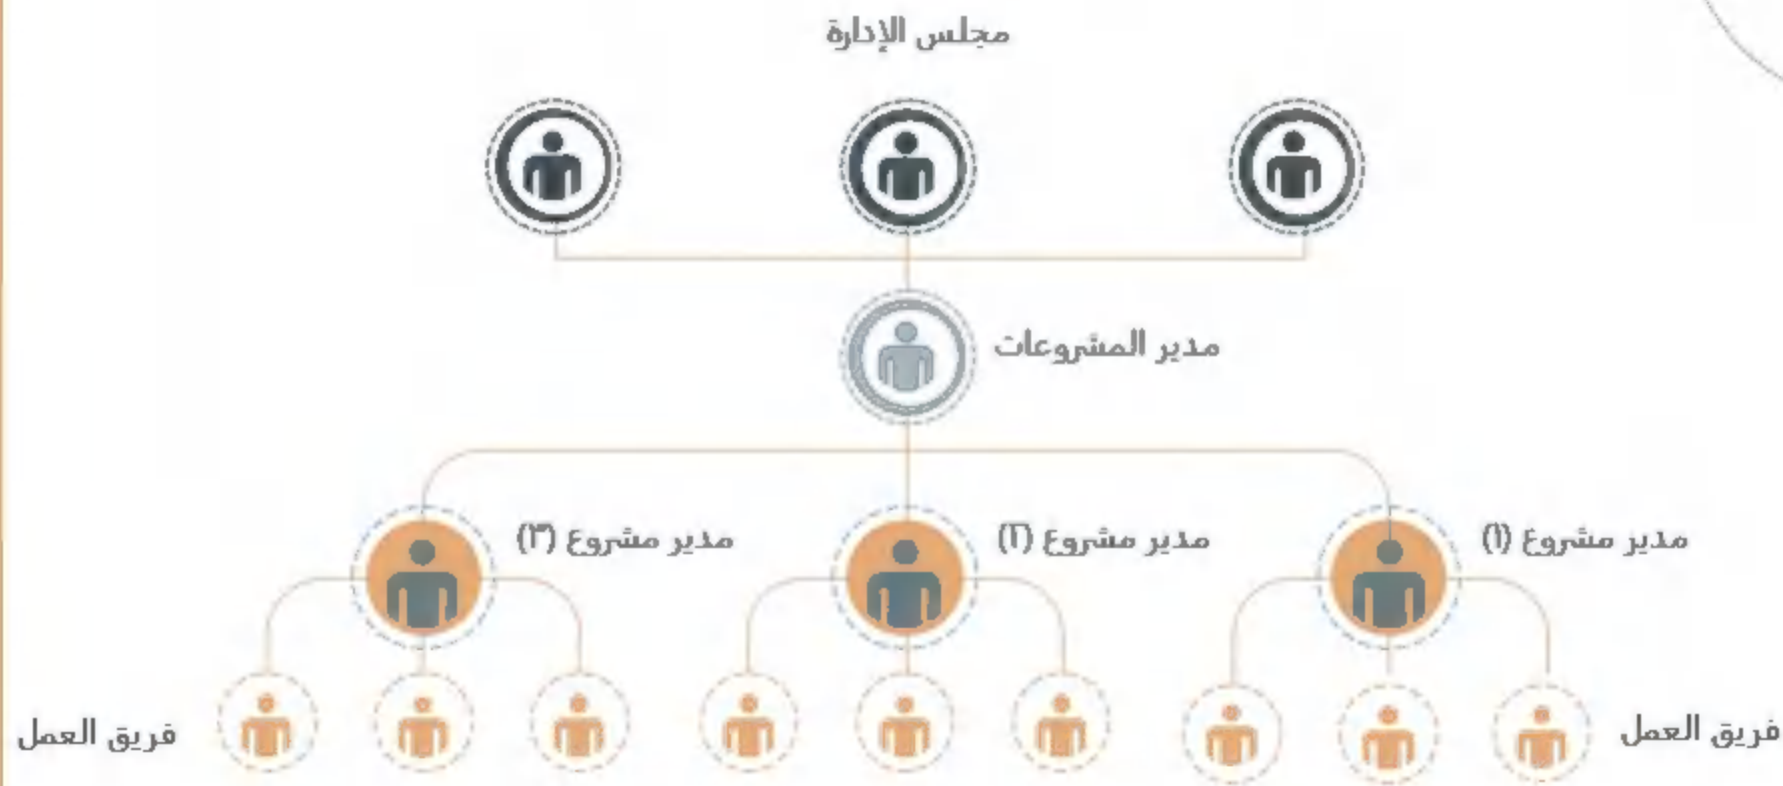 مجلس الإدارة
مدير المشروعات
مدير مشروع (١)
مدير مشروع (٢)
مدير مشروع (٣)
فريق العمل
فريق العمل